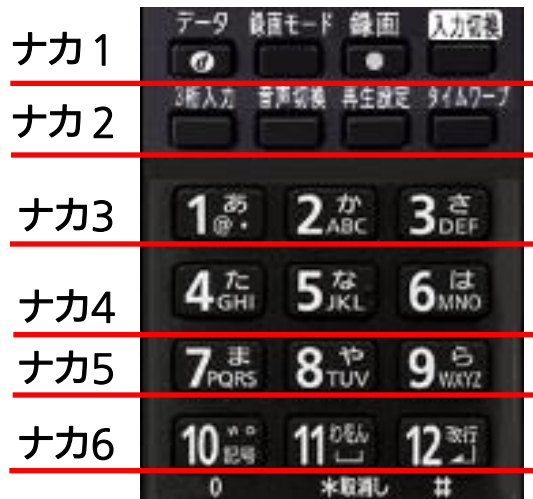 ナカ1 データ 録画モード 録画 入力切換
d
ナカ2 3桁入力 音声切換 再生設定 タイムワープ
ナカ3 1 あ @・ 2 か ABC 3 さ DEF
ナカ4 4 た GHI 5 な JKL 6 は MNO
ナカ5 7 ま PQRS 8 や TUV 9 ら WXYZ
ナカ6 10 ゛゜ 記号 11 わをん 12 改行
0 *取消し #